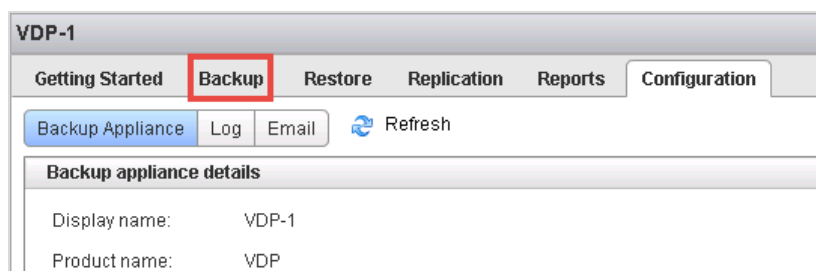 VDP-1
Getting Started Backup Restore Replication Reports Configuration
Backup Appliance Log Email Refresh
Backup appliance details
Display name: VDP-1
Product name: VDP